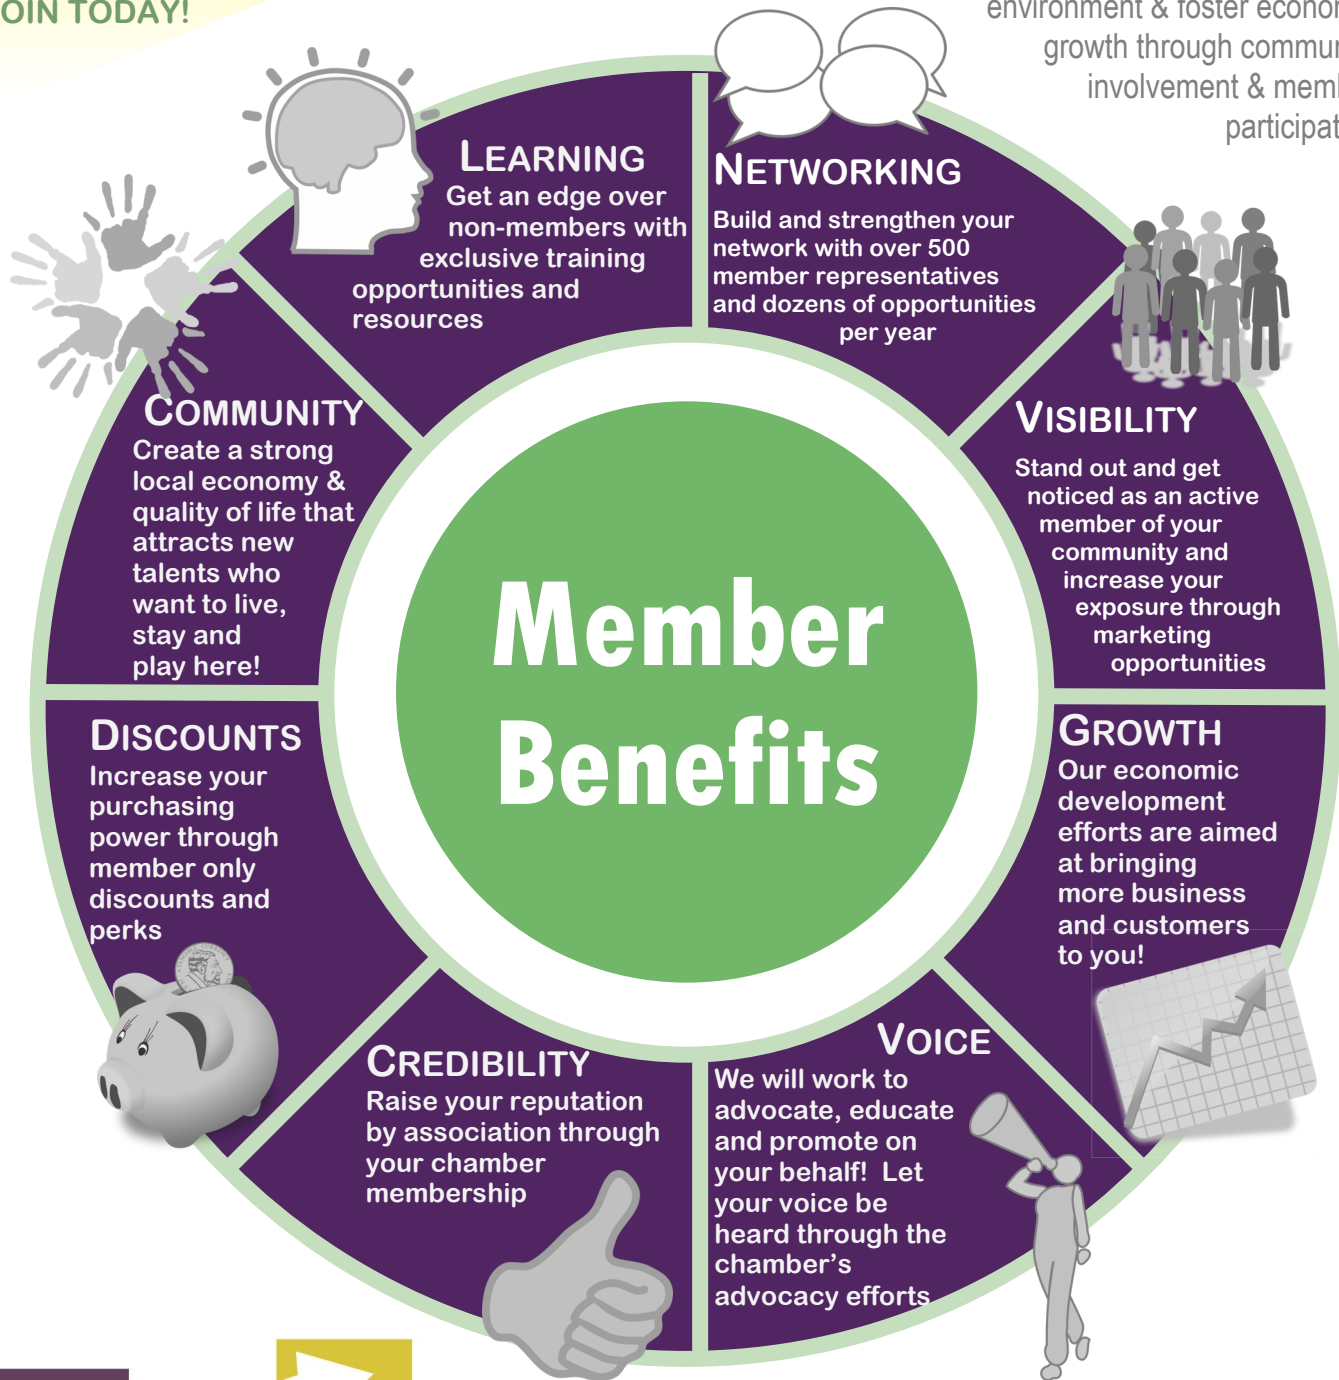 OIN TODAY!
environment & foster econo
growth through commu
involvement & mem
participat
LEARNING
Get an edge over
non-members with
exclusive training
opportunities and
resources
NETWORKING
Build and strengthen your
network with over 500
member representatives
and dozens of opportunities
per year
COMMUNITY
Create a strong
local economy &
quality of life that
attracts new
talents who
want to live,
stay and
play here!
VISIBILITY
Stand out and get
noticed as an active
member of your
community and
increase your
exposure through
marketing
opportunities
Member
Benefits
DISCOUNTS
Increase your
purchasing
power through
member only
discounts and
perks
GROWTH
Our economic
development
efforts are aimed
at bringing
more business
and customers
to you!
CREDIBILITY
Raise your reputation
by association through
your chamber
membership
VOICE
We will work to
advocate, educate
and promote on
your behalf!  Let
your voice be
heard through the
chamber’s
advocacy efforts